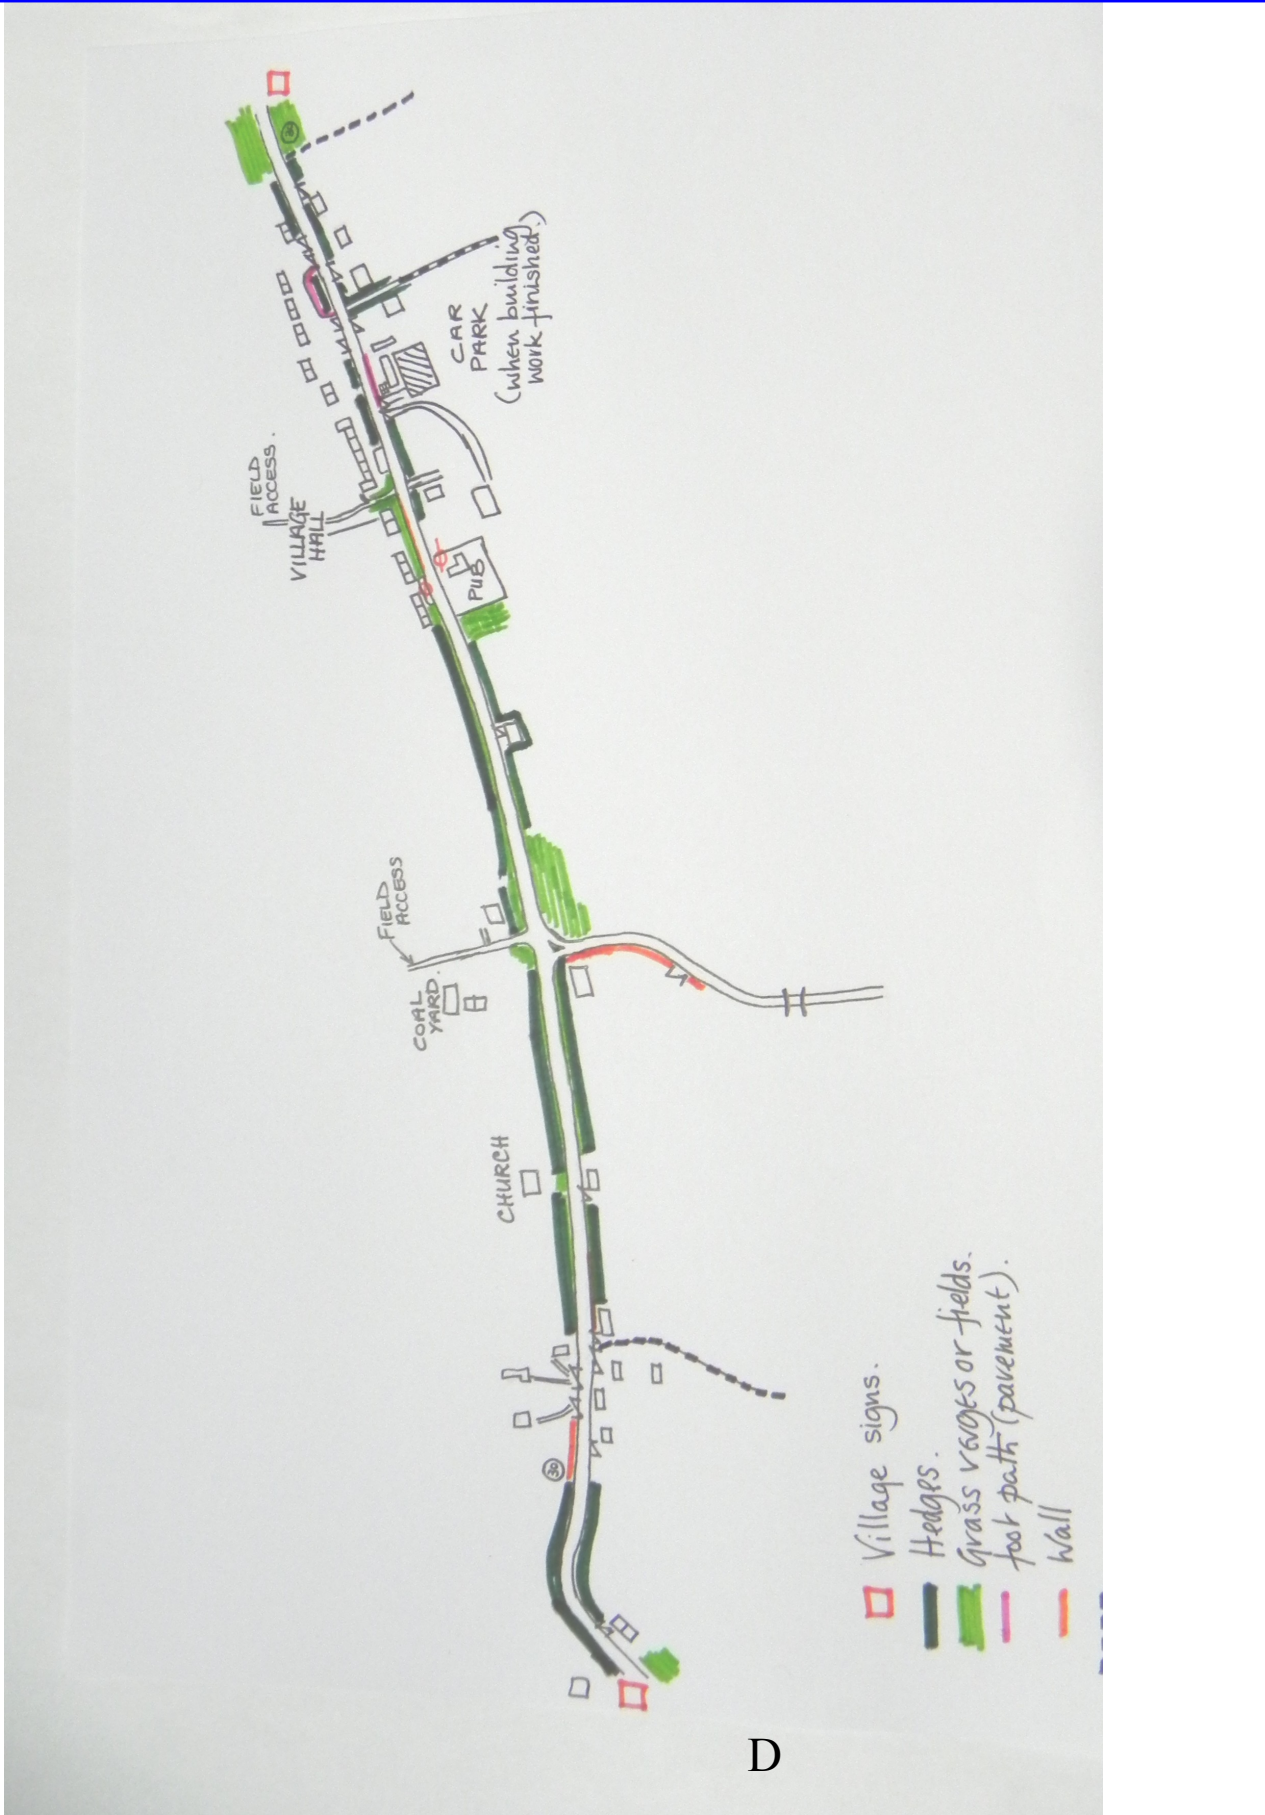 FIELD
ACCESS.
VILLAGE
HALL
CAR
PARK
(when building
work finished.)
PUB
FIELD
ACCESS
COAL
YARD.
CHURCH
30
Village signs.
Hedges.
Grass verges or fields.
foot path (pavement).
Wall
D